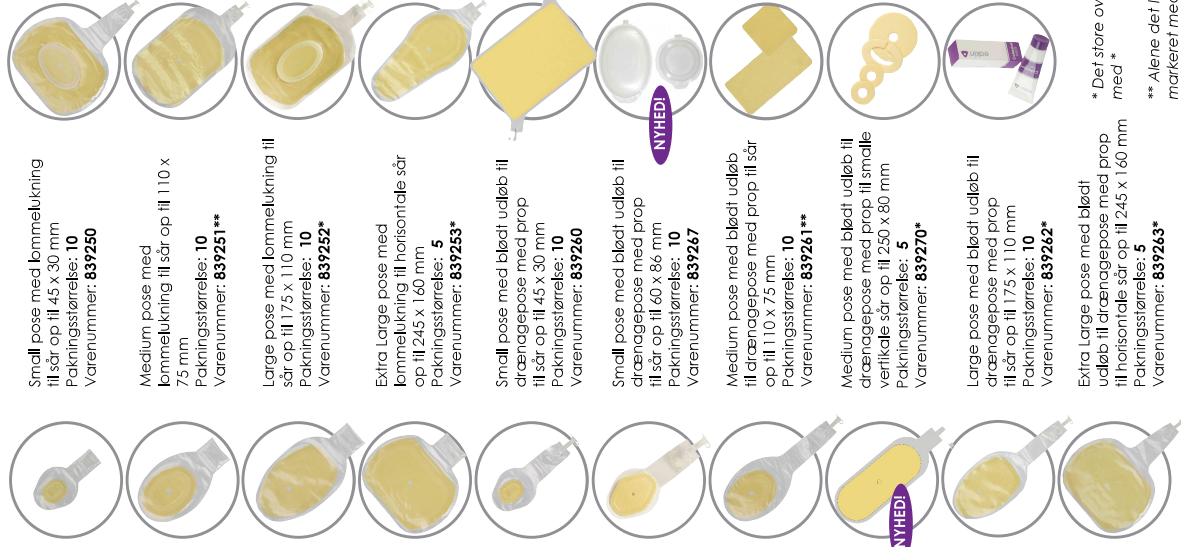 Small pose med lommelukning
til sår op til 45 x 30 mm
Pakningsstørrelse: 10
Varenummer: 839250
Medium pose med
lommelukning til sår op til 110 x
75 mm
Pakningsstørrelse: 10
Varenummer: 839251**
Large pose med lommelukning til
sår op til 175 x 110 mm
Pakningsstørrelse: 10
Varenummer: 839252*
Extra Large pose med
lommelukning til horisontale sår
op til 245 x 160 mm
Pakningsstørrelse: 5
Varenummer: 839253*
Small pose med blødt udløb til
drænagepose med prop
til sår op til 45 x 30 mm
Pakningsstørrelse: 10
Varenummer: 839260
NYHED!
Small pose med blødt udløb til
drænagepose med prop
til sår op til 60 x 86 mm
Pakningsstørrelse: 10
Varenummer: 839267
Medium pose med blødt udløb
til drænagepose med prop til sår
op til 110 x 75 mm
Pakningsstørrelse: 10
Varenummer: 839261**
NYHED!
Medium pose med blødt udløb til
drænagepose med prop til smalle
vertikale sår op til 250 x 80 mm
Pakningsstørrelse: 5
Varenummer: 839270*
Large pose med blødt udløb til
drænagepose med prop
til sår op til 175 x 110 mm
Pakningsstørrelse: 10
Varenummer: 839262*
Extra Large pose med blødt
udløb til drænagepose med prop
til horisontale sår op til 245 x 160 mm
Pakningsstørrelse: 5
Varenummer: 839263*
* Det store ov
med *
** Alene det
markeret med